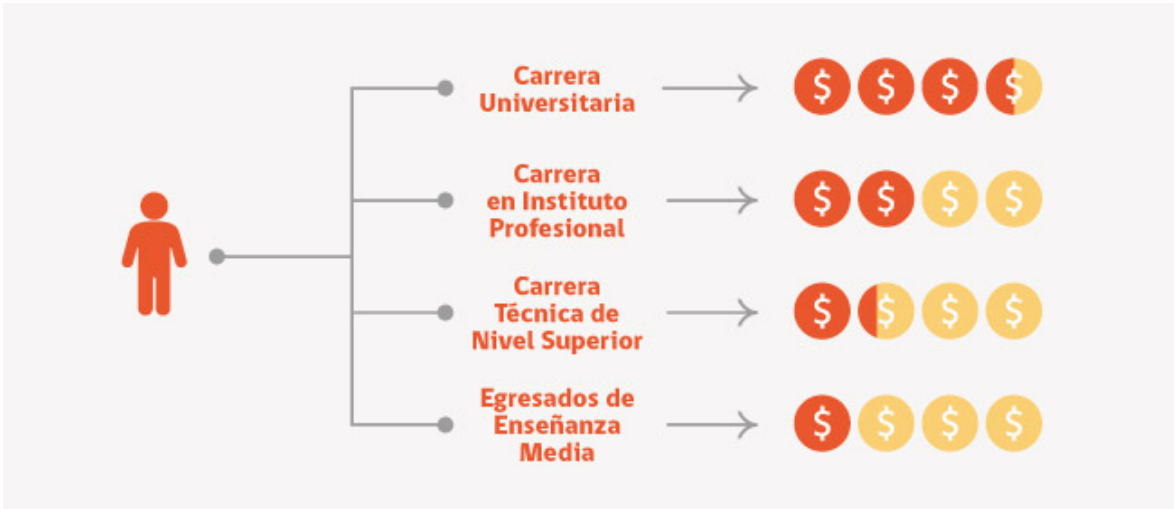 Carrera
Universitaria
$ $ $ $
Carrera
en Instituto
Profesional
$ $ $ $
Carrera
Técnica de
Nivel Superior
$ $ $ $
Egresados de
Enseñanza
Media
$ $ $ $